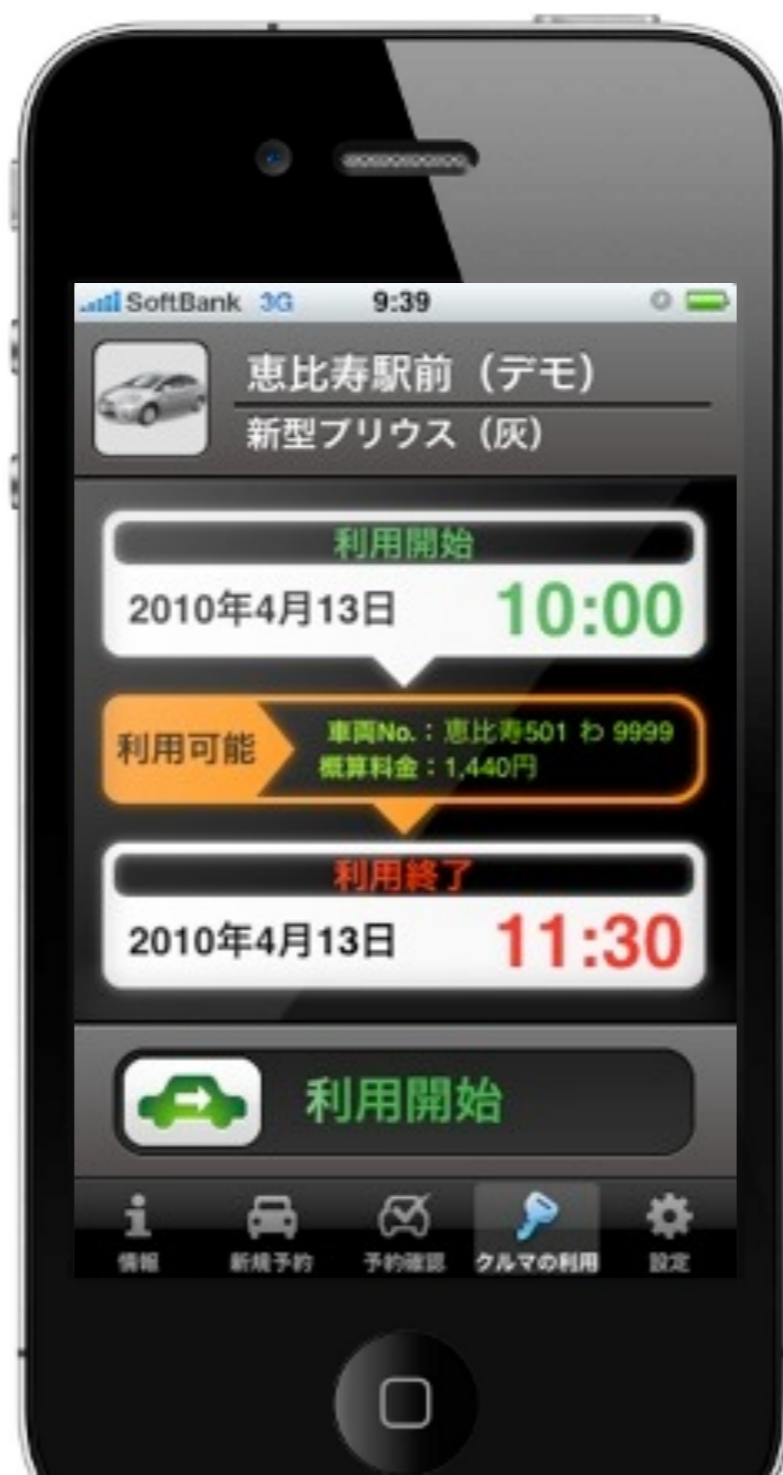 SoftBank 3G 9:39
恵比寿駅前（デモ）
新型プリウス（灰）
利用開始
2010年4月13日 10:00
利用可能
車両No.：恵比寿501 わ 9999
概算料金：1,440円
利用終了
2010年4月13日 11:30
利用開始
情報 新規予約 予約確認 クルマの利用 設定